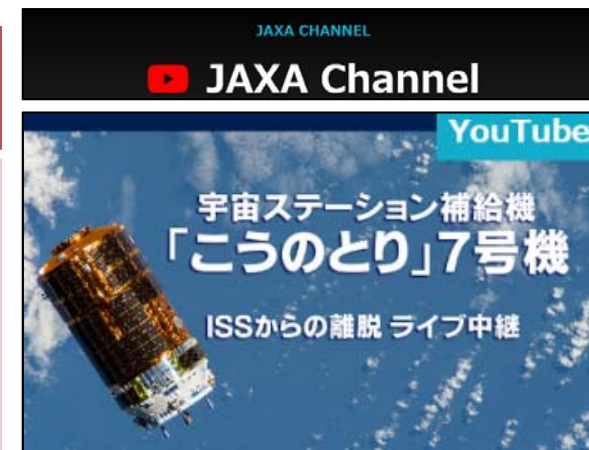 JAXA CHANNEL
JAXA Channel
YouTube
宇宙ステーション補給機
「こうのとり」7号機
ISSからの離脱 ライブ中継